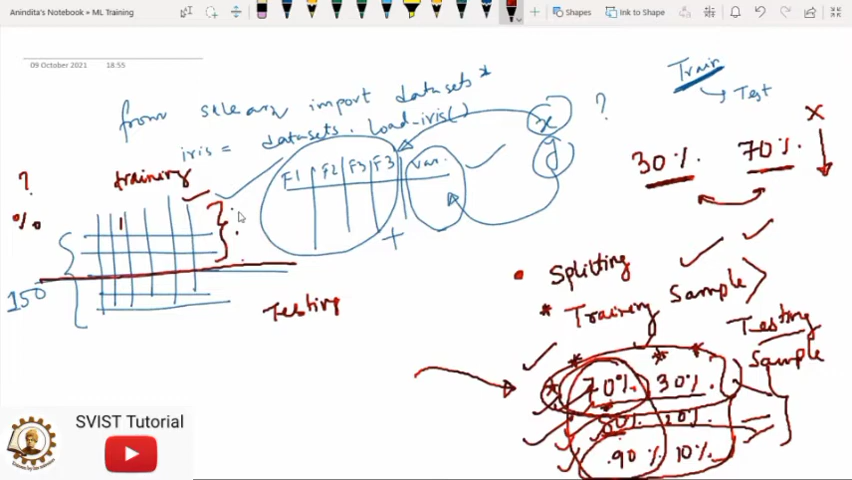 Anindita's Notebook » ML Training
Shapes
Ink to Shape
09 October 2021
18:55
from sklearn import datasets *
iris = datasets. load_iris()
F1 F2 F3 F3 Var.
x
y
?
Train
Test
30%. 70%.
X
?
%
training
150
Testing
+
• Splitting
* Training Sample
Testing Sample
70%. 30%.
80%. 20%.
90% 10%.
SVIST Tutorial